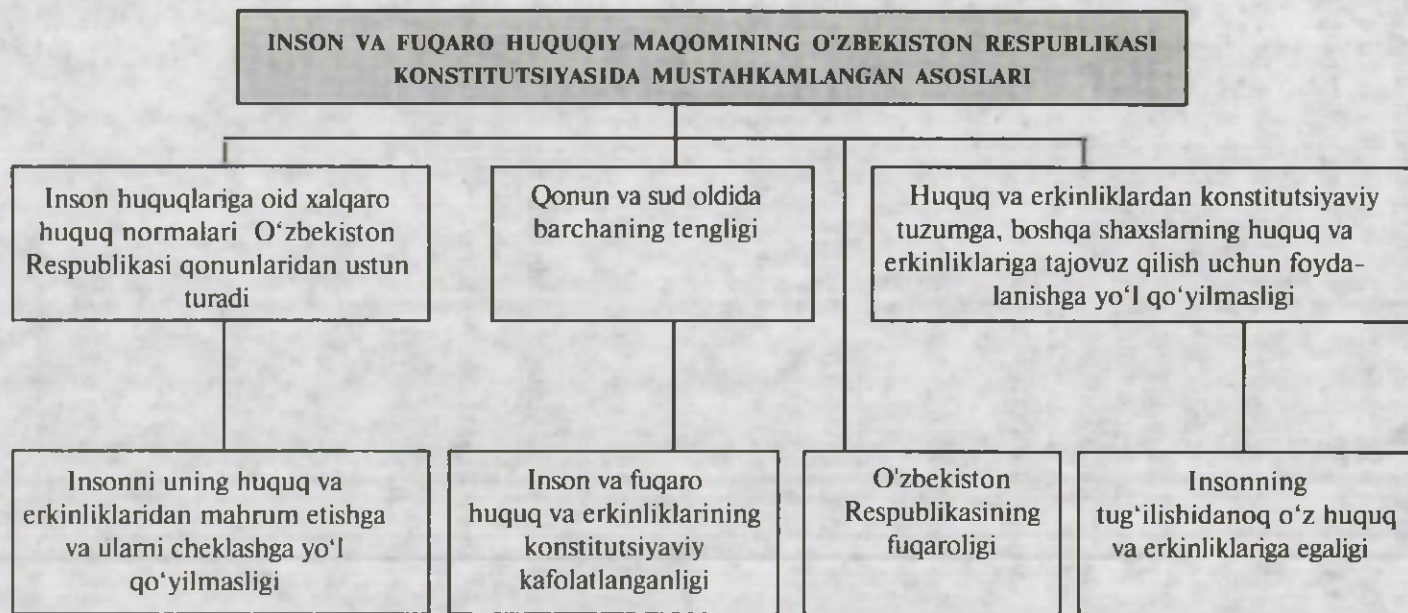 INSON VA FUQARO HUQUQIY MAQOMINING O'ZBEKISTON RESPUBLIKASI
KONSTITUTSIYASIDA MUSTAHKAMLANGAN ASOSLARI
Inson huquqlariga oid xalqaro
huquq normalari O‘zbekiston
Respublikasi qonunlaridan ustun
turadi
Qonun va sud oldida
barchaning tengligi
Huquq va erkinliklardan konstitutsiyaviy
tuzumga, boshqa shaxslarning huquq va
erkinliklariga tajovuz qilish uchun foyda-
lanishga yo‘l qo‘yilmasligi
Insonni uning huquq va
erkinliklaridan mahrum etishga
va ularni cheklashga yo‘l
qo‘yilmasligi
Inson va fuqaro
huquq va erkinliklarining
konstitutsiyaviy
kafolatlanganligi
O'zbekiston
Respublikasining
fuqaroligi
Insonning
tug‘ilishidanoq o‘z huquq
va erkinliklariga egaligi